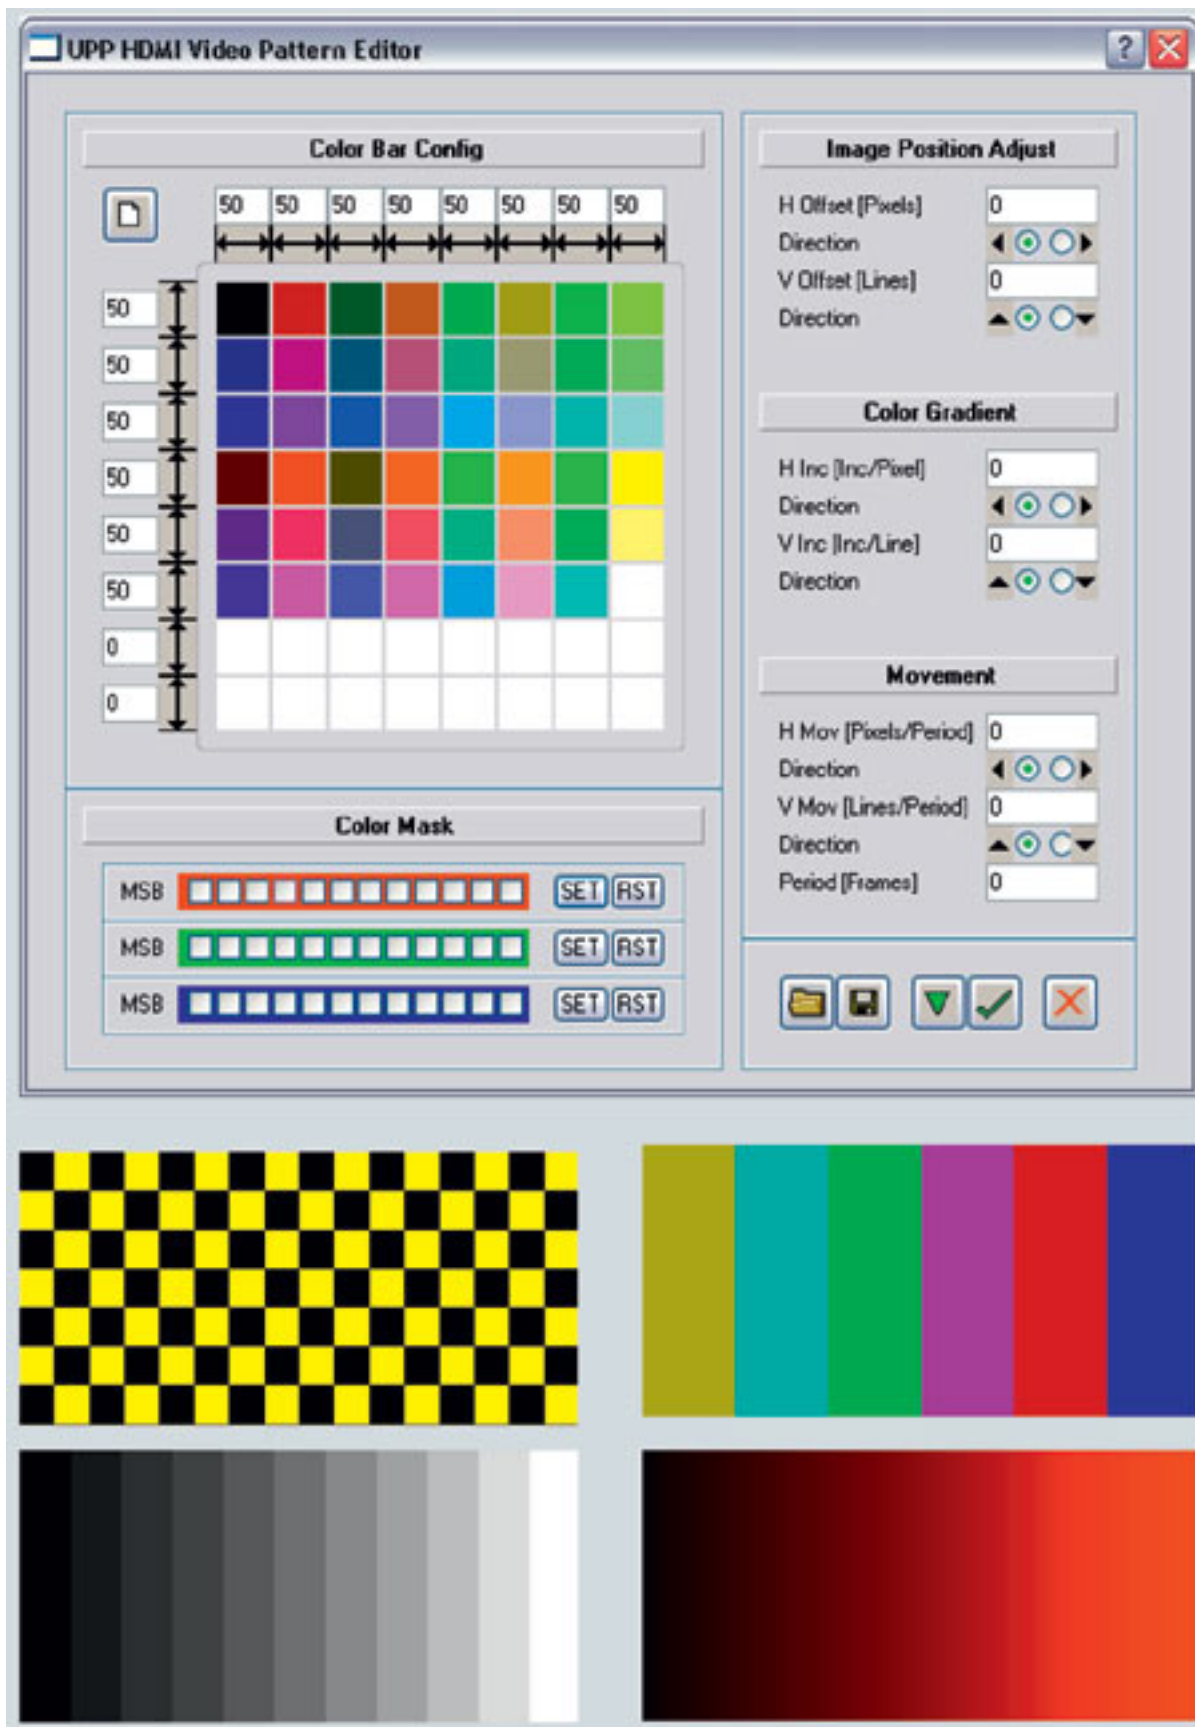 UPP HDMI Video Pattern Editor
?
Color Bar Config
50 50 50 50 50 50 50 50
50
50
50
50
50
50
0
0
Color Mask
MSB SET RST
MSB SET RST
MSB SET RST
Image Position Adjust
H Offset [Pixels] 0
Direction
V Offset [Lines] 0
Direction
Color Gradient
H Inc [Inc/Pixel] 0
Direction
V Inc [Inc/Line] 0
Direction
Movement
H Mov [Pixels/Period] 0
Direction
V Mov [Lines/Period] 0
Direction
Period [Frames] 0